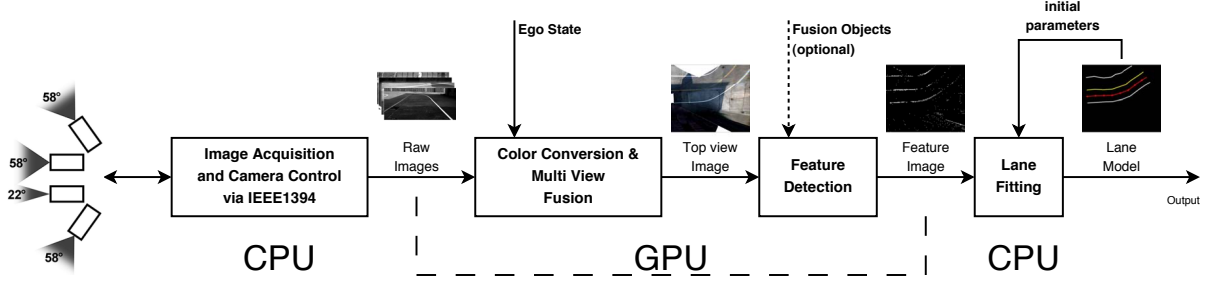 58°
58°
22°
58°
Image Acquisition
and Camera Control
via IEEE1394
CPU
Raw
Images
Ego State
Color Conversion &
Multi View
Fusion
GPU
Top view
Image
Fusion Objects
(optional)
Feature
Detection
Feature
Image
initial
parameters
Lane
Fitting
CPU
Lane
Model
Output